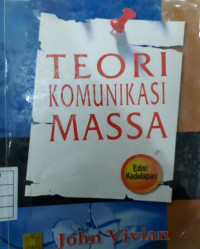 TEORI
KOMUNIKASI
MASSA
Edisi
Kedelapan
John Vivian